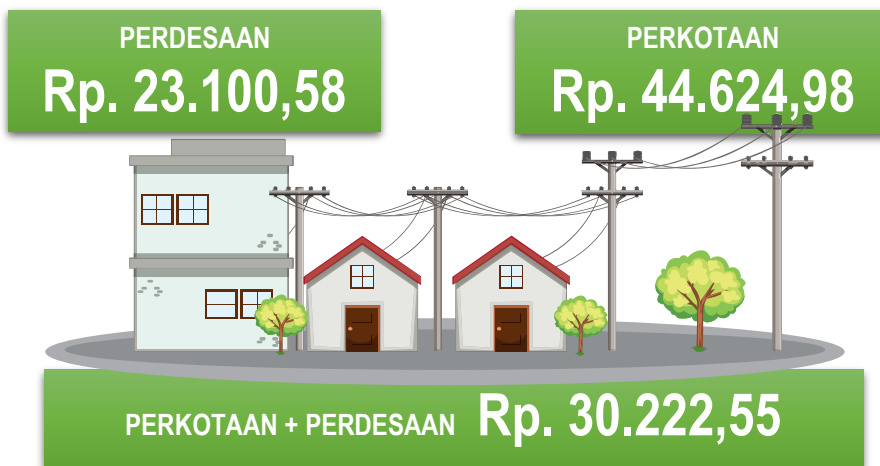 PERDESAAN
Rp. 23.100,58
PERKOTAAN
Rp. 44.624,98
PERKOTAAN + PERDESAAN Rp. 30.222,55